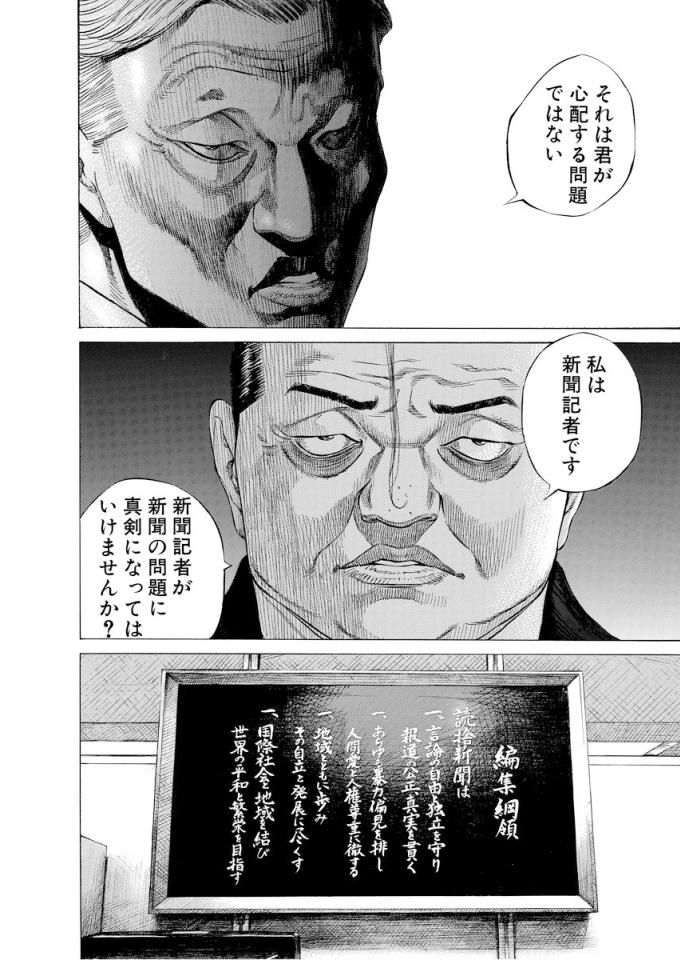 それは君が
心配する問題
ではない
私は
新聞記者です
新聞記者が
新聞の問題に
真剣になっては
いけませんか?
編集綱領
読捨新聞は
一、言論の自由・独立を守り
報道の公正、真実を貫く
一、あらゆる暴力、偏見を排し
人間愛と人権尊重に徹する
一、地域とともに歩み
その自立と発展に尽くす
一、国際社会と地域を結び
世界の平和と繁栄を目指す